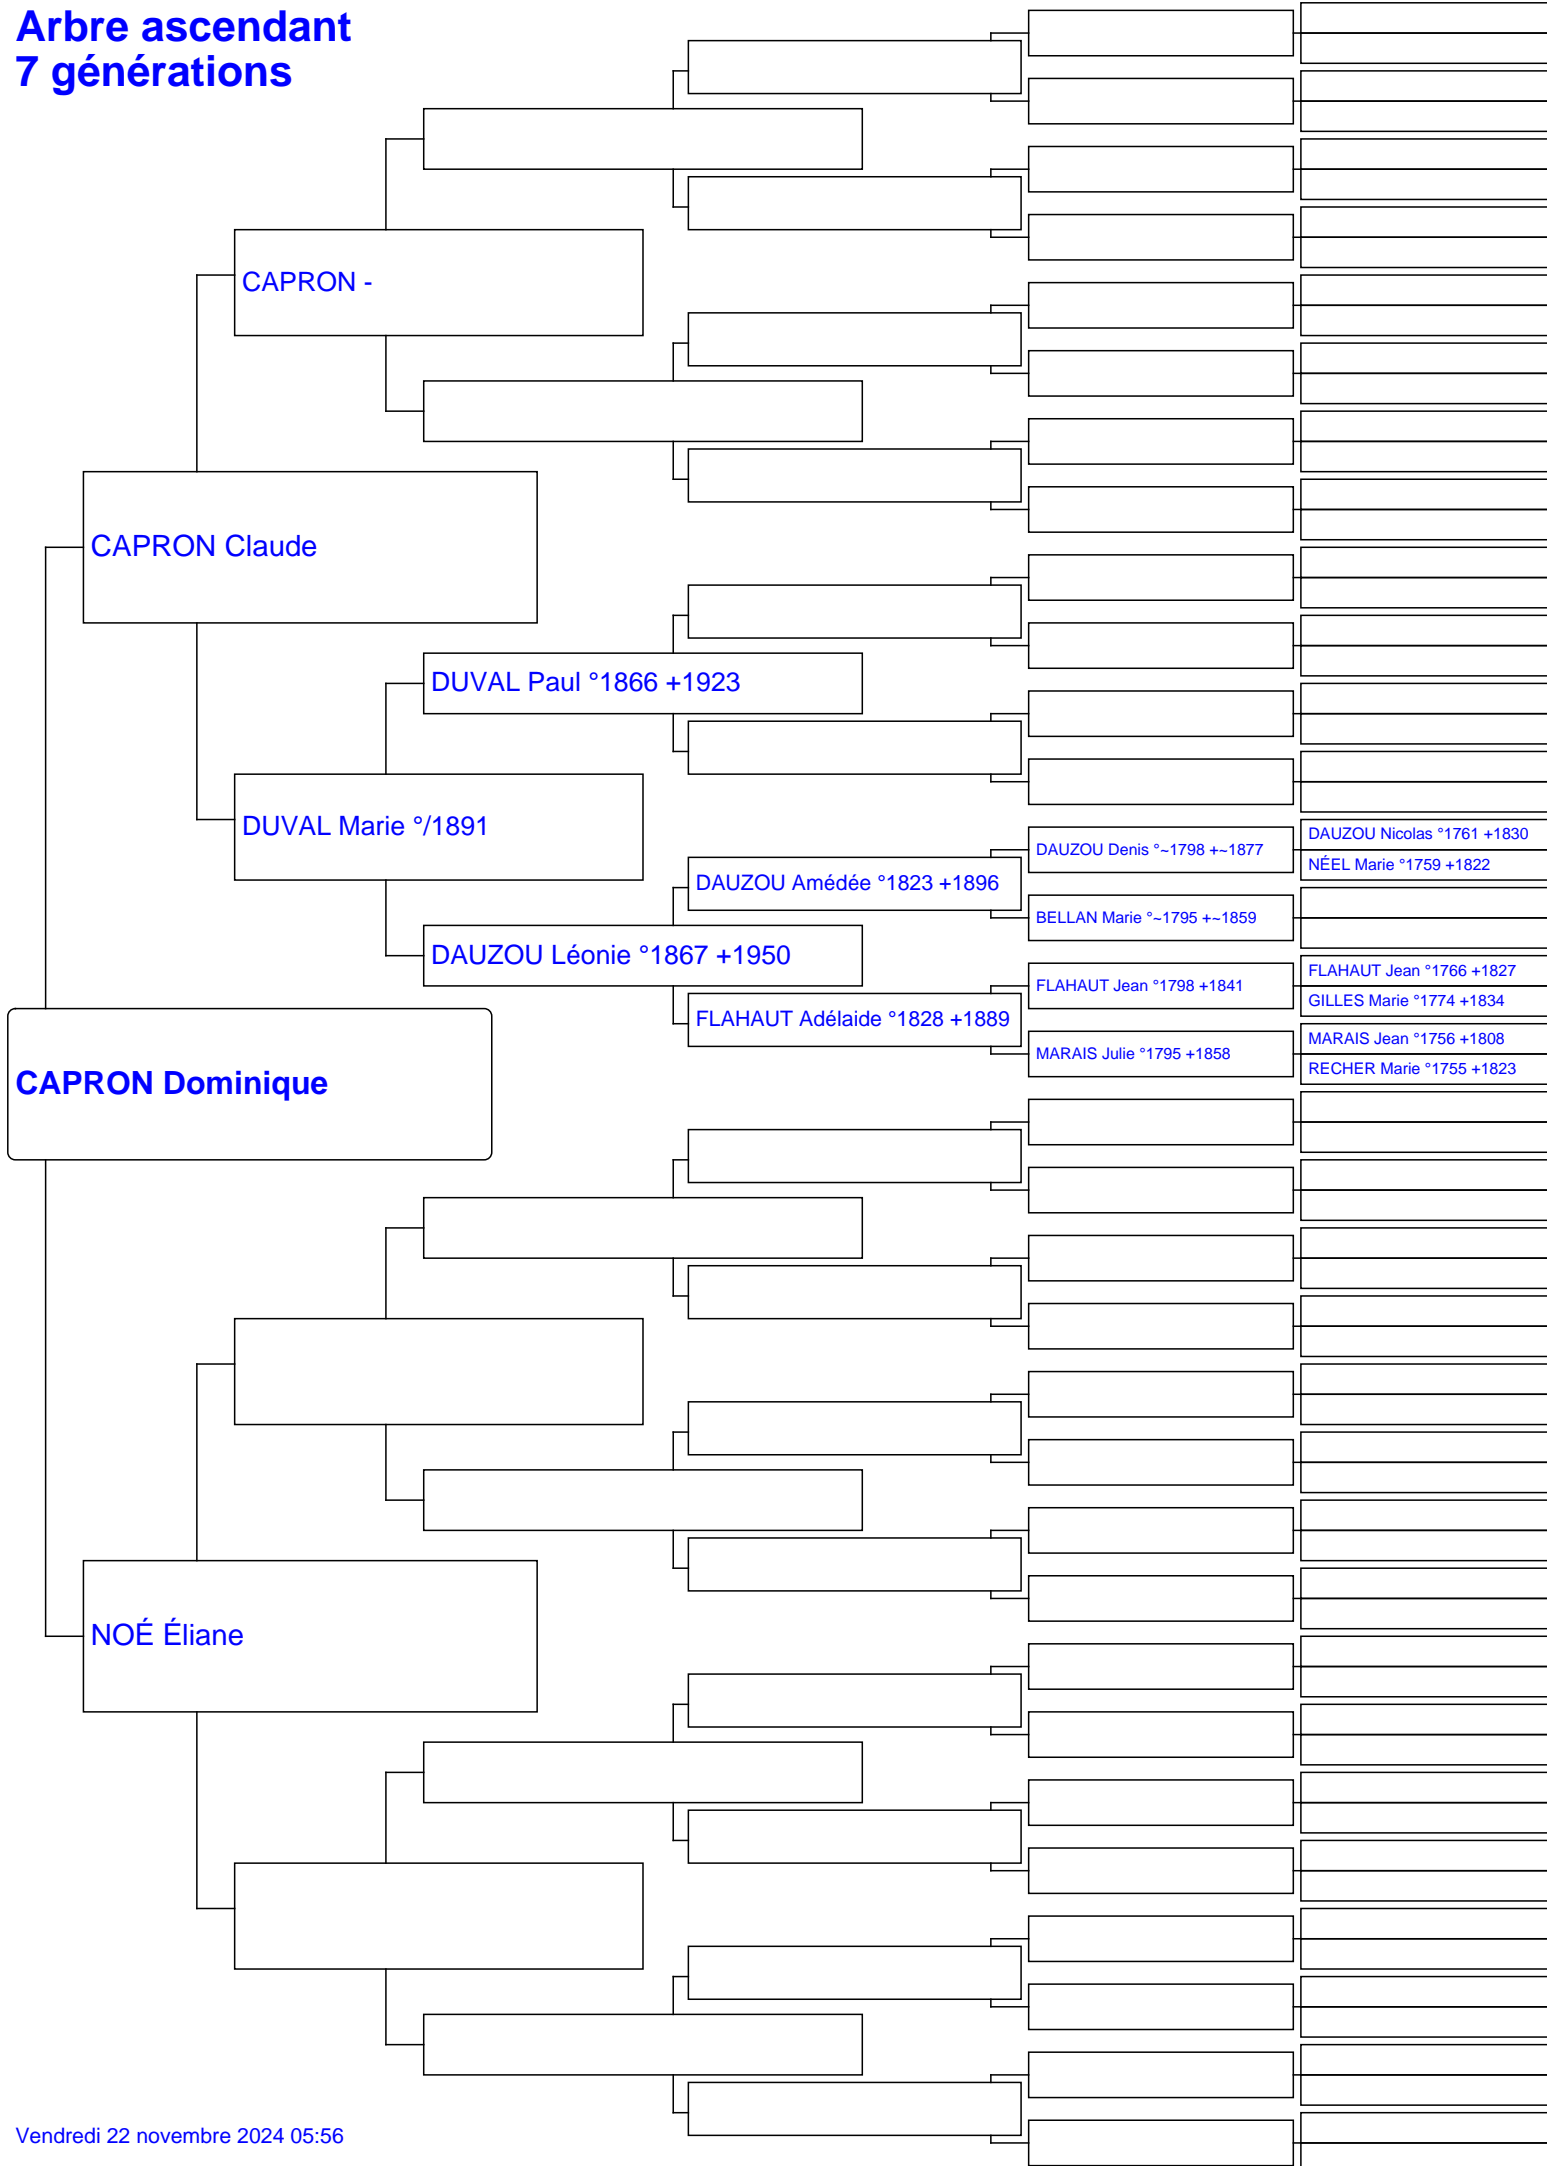 Arbre ascendant
7 générations
CAPRON -
CAPRON Claude
DUVAL Paul °1866 +1923
DUVAL Marie °/1891
DAUZOU Nicolas °1761 +1830
DAUZOU Denis °~1798 +~1877
NÉEL Marie °1759 +1822
DAUZOU Amédée °1823 +1896
BELLAN Marie °~1795 +~1859
DAUZOU Léonie °1867 +1950
FLAHAUT Jean °1766 +1827
FLAHAUT Jean °1798 +1841
GILLES Marie °1774 +1834
FLAHAUT Adélaide °1828 +1889
MARAIS Jean °1756 +1808
MARAIS Julie °1795 +1858
RECHER Marie °1755 +1823
CAPRON Dominique
NOÉ Éliane
Vendredi 22 novembre 2024 05:56